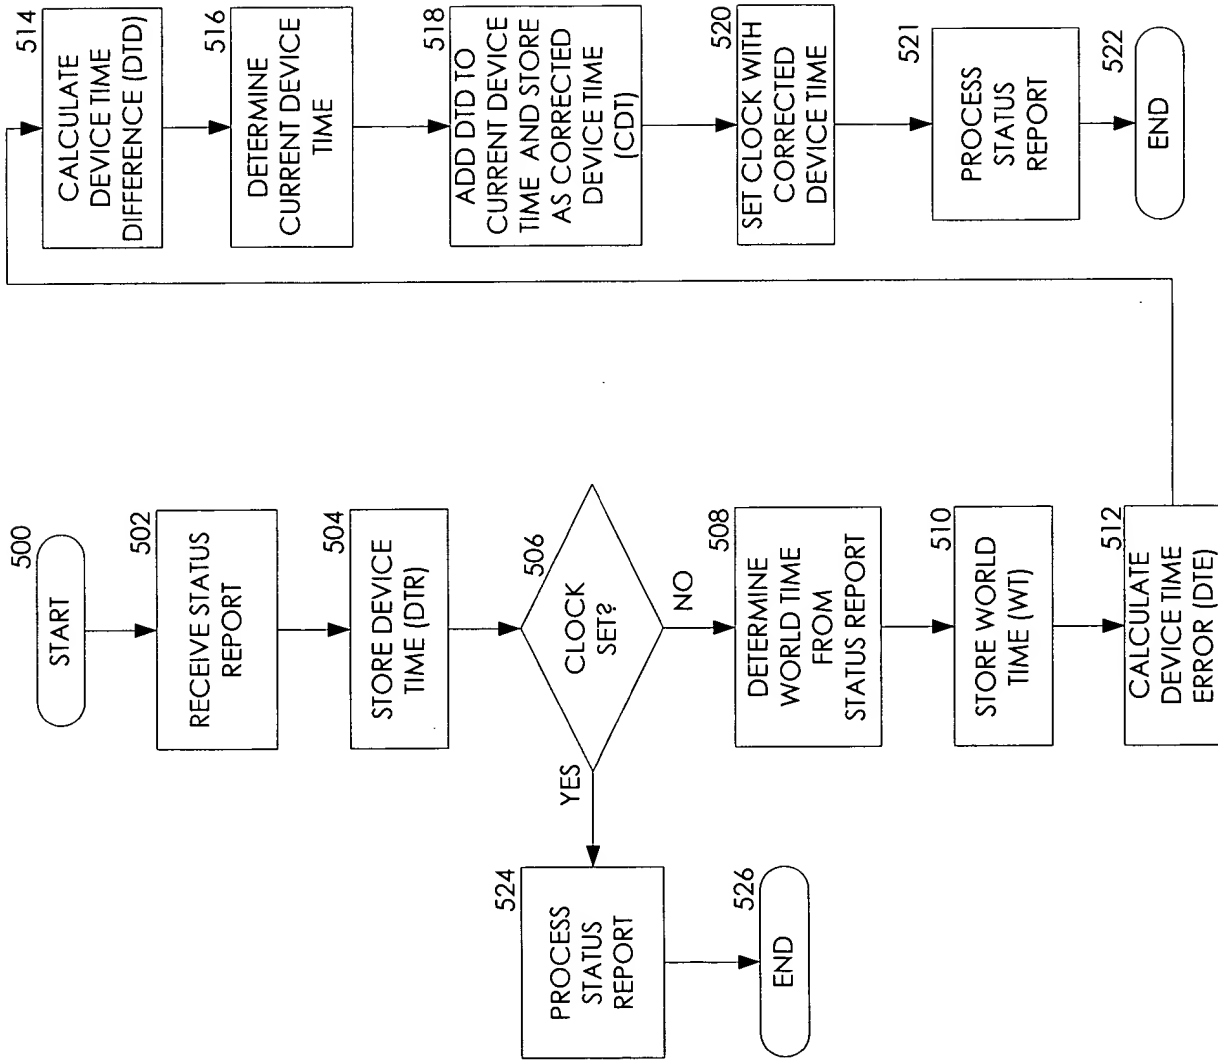 500
START
502
RECEIVE STATUS
REPORT
504
STORE DEVICE
TIME (DTR)
506
CLOCK
SET?
YES
NO
524
PROCESS
STATUS
REPORT
526
END
508
DETERMINE
WORLD TIME
FROM
STATUS REPORT
510
STORE WORLD
TIME (WT)
512
CALCULATE
DEVICE TIME
ERROR (DTE)
514
CALCULATE
DEVICE TIME
DIFFERENCE (DTD)
516
DETERMINE
CURRENT DEVICE
TIME
518
ADD DTD TO
CURRENT DEVICE
TIME AND STORE
AS CORRECTED
DEVICE TIME
(CDT)
520
SET CLOCK WITH
CORRECTED
DEVICE TIME
521
PROCESS
STATUS
REPORT
522
END